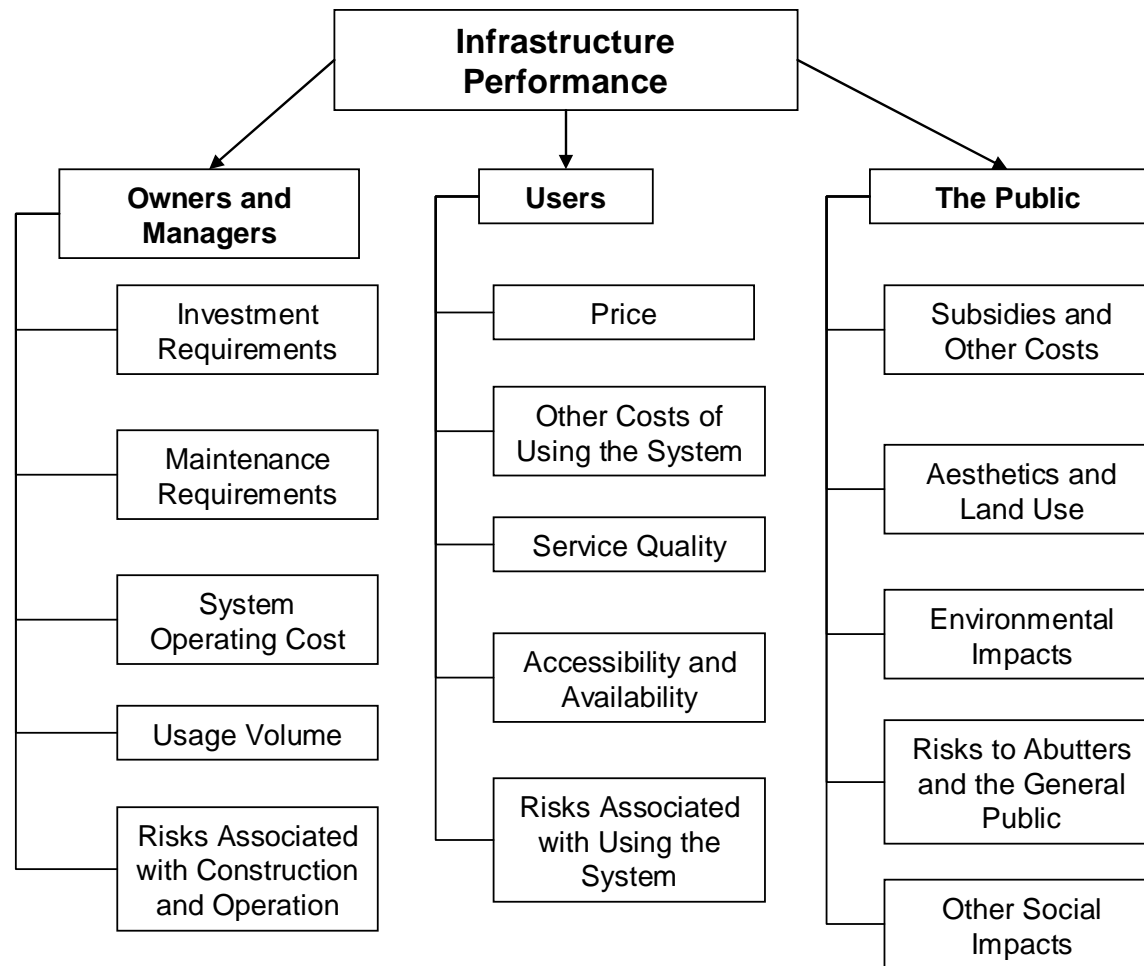 Infrastructure
Performance
Owners and
Managers
Investment
Requirements
Maintenance
Requirements
System
Operating Cost
Usage Volume
Risks Associated
with Construction
and Operation
Users
Price
Other Costs of
Using the System
Service Quality
Accessibility and
Availability
Risks Associated
with Using the
System
The Public
Subsidies and
Other Costs
Aesthetics and
Land Use
Environmental
Impacts
Risks to Abutters
and the General
Public
Other Social
Impacts